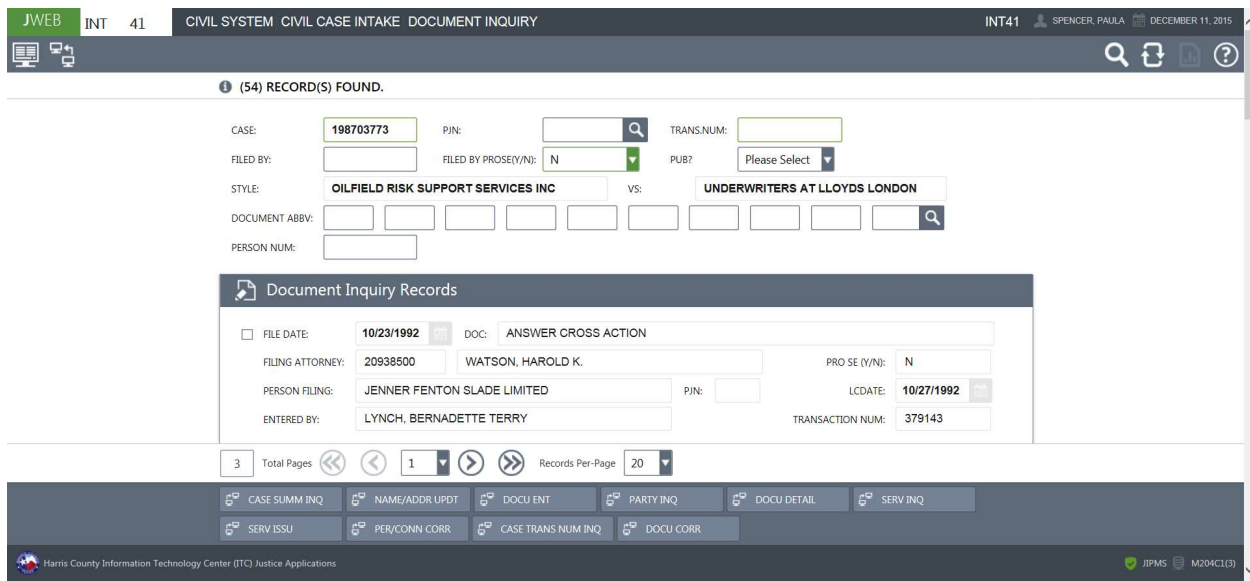 JWEB INT 41 CIVIL SYSTEM CIVIL CASE INTAKE DOCUMENT INQUIRY INT41 SPENCER, PAULA DECEMBER 11, 2015
(54) RECORD(S) FOUND.
CASE: 198703773 PJN: TRANS.NUM:
FILED BY: FILED BY PROSE(Y/N): N PUB? Please Select
STYLE: OILFIELD RISK SUPPORT SERVICES INC VS: UNDERWRITERS AT LLOYDS LONDON
DOCUMENT ABBV:
PERSON NUM:
Document Inquiry Records
FILE DATE: 10/23/1992 DOC: ANSWER CROSS ACTION
FILING ATTORNEY: 20938500 WATSON, HAROLD K. PRO SE (Y/N): N
PERSON FILING: JENNER FENTON SLADE LIMITED PJN: LCDATE: 10/27/1992
ENTERED BY: LYNCH, BERNADETTE TERRY TRANSACTION NUM: 379143
3 Total Pages 1 Records Per-Page 20
CASE SUMM INQ NAME/ADDR UPDT DOCU ENT PARTY INQ DOCU DETAIL SERV INQ
SERV ISSU PER/CONN CORR CASE TRANS NUM INQ DOCU CORR
Harris County Information Technology Center (ITC) Justice Applications JIPMS M204C1(3)